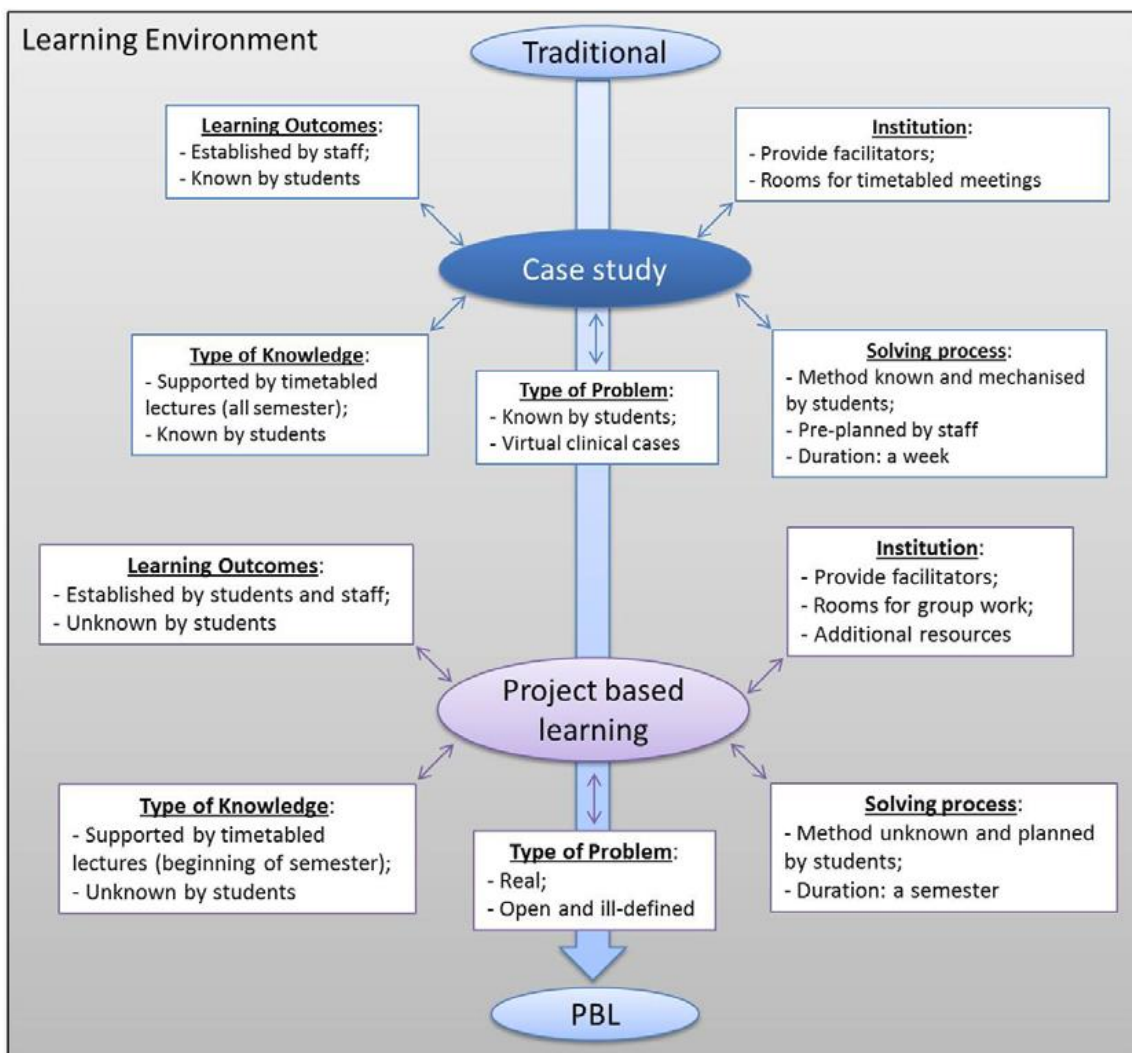 Learning Environment
Traditional
Learning Outcomes:
- Established by staff;
- Known by students
Institution:
- Provide facilitators;
- Rooms for timetabled meetings
Case study
Type of Knowledge:
- Supported by timetabled
lectures (all semester);
- Known by students
Type of Problem:
- Known by students;
- Virtual clinical cases
Solving process:
- Method known and mechanised
by students;
- Pre-planned by staff
- Duration: a week
Learning Outcomes:
- Established by students and staff;
- Unknown by students
Institution:
- Provide facilitators;
- Rooms for group work;
- Additional resources
Project based
learning
Type of Knowledge:
- Supported by timetabled
lectures (beginning of semester);
- Unknown by students
Type of Problem:
- Real;
- Open and ill-defined
Solving process:
- Method unknown and planned
by students;
- Duration: a semester
PBL